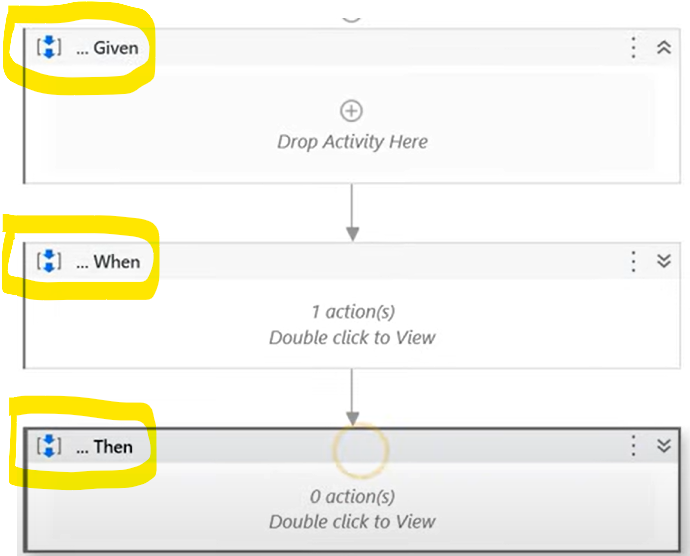 ... Given
Drop Activity Here
... When
1 action(s)
Double click to View
... Then
0 action(s)
Double click to View